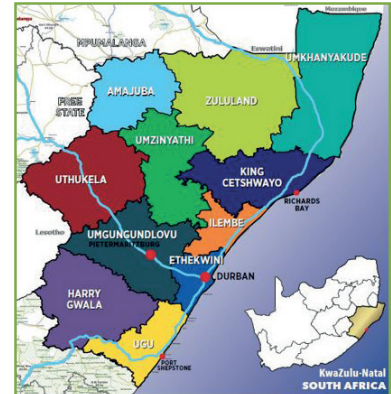 Mozambique
MPUMALANGA
Eswatini
UMKHANYAKUDE
AMAJUBA
FREE
STATE
ZULULAND
UMZINYATHI
UTHUKELA
KING
CETSHWAYO
RICHARDS
BAY
ILEMBE
Lesotho
UMGUNGUNDLOVU
PIETERMARITZBURG
ETHEKWINI
DURBAN
HARRY
GWALA
UGU
PORT
SHEPSTONE
KwaZulu-Natal
SOUTH AFRICA